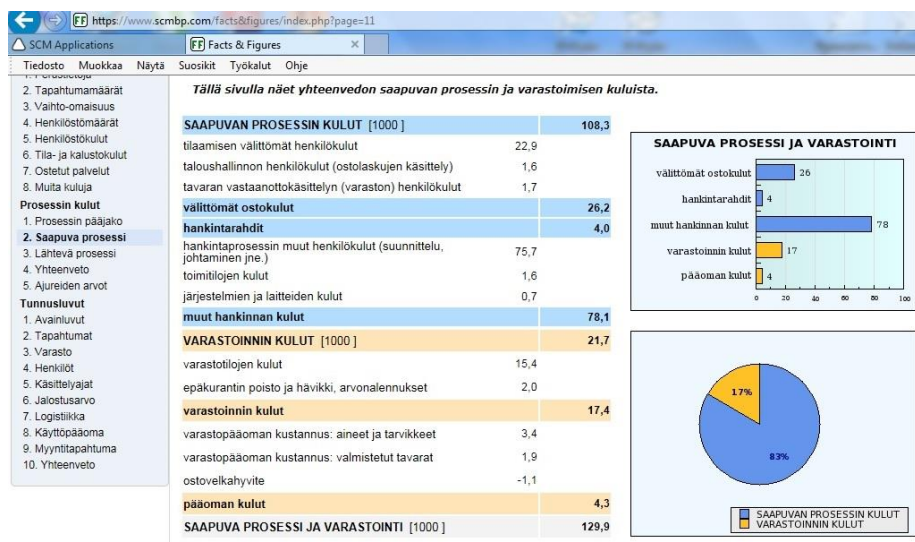 FF https://www.scmbp.com/facts&figures/index.php?page=11
SCM Applications
FF Facts & Figures ×
Tiedosto Muokkaa Näytä Suosikit Työkalut Ohje
1. Perustietoja
2. Tapahtumamäärät
3. Vaihto-omaisuus
4. Henkilöstömäärät
5. Henkilöstökulut
6. Tila- ja kalustokulut
7. Ostetut palvelut
8. Muita kuluja
Prosessin kulut
1. Prosessin pääjako
2. Saapuva prosessi
3. Lähtevä prosessi
4. Yhteenveto
5. Ajureiden arvot
Tunnusluvut
1. Avainluvut
2. Tapahtumat
3. Varasto
4. Henkilöt
5. Käsittelyajat
6. Jalostusarvo
7. Logistiikka
8. Käyttöpääoma
9. Myyntitapahtuma
10. Yhteenveto
Tällä sivulla näet yhteenvedon saapuvan prosessin ja varastoimisen kuluista.
SAAPUVAN PROSESSIN KULUT [1000 ] 108,3
tilaamisen välittömät henkilökulut 22,9
taloushallinnon henkilökulut (ostolaskujen käsittely) 1,6
tavaran vastaanottokäsittelyn (varaston) henkilökulut 1,7
välittömät ostokulut 26,2
hankintarahdit 4,0
hankintaprosessin muut henkilökulut (suunnittelu,
johtaminen jne.) 75,7
toimitilojen kulut 1,6
järjestelmien ja laitteiden kulut 0,7
muut hankinnan kulut 78,1
VARASTOINNIN KULUT [1000 ] 21,7
varastotilojen kulut 15,4
epäkurantin poisto ja hävikki, arvonalennukset 2,0
varastoinnin kulut 17,4
varastopääoman kustannus: aineet ja tarvikkeet 3,4
varastopääoman kustannus: valmistetut tavarat 1,9
ostovelkahyvite -1,1
pääoman kulut 4,3
SAAPUVA PROSESSI JA VARASTOINTI [1000 ] 129,9
SAAPUVA PROSESSI JA VARASTOINTI
välittömät ostokulut 26
hankintarahdit 4
muut hankinnan kulut 78
varastoinnin kulut 17
pääoman kulut 4
0 20 40 60 80 100
17%
83%
SAAPUVAN PROSESSIN KULUT
VARASTOINNIN KULUT